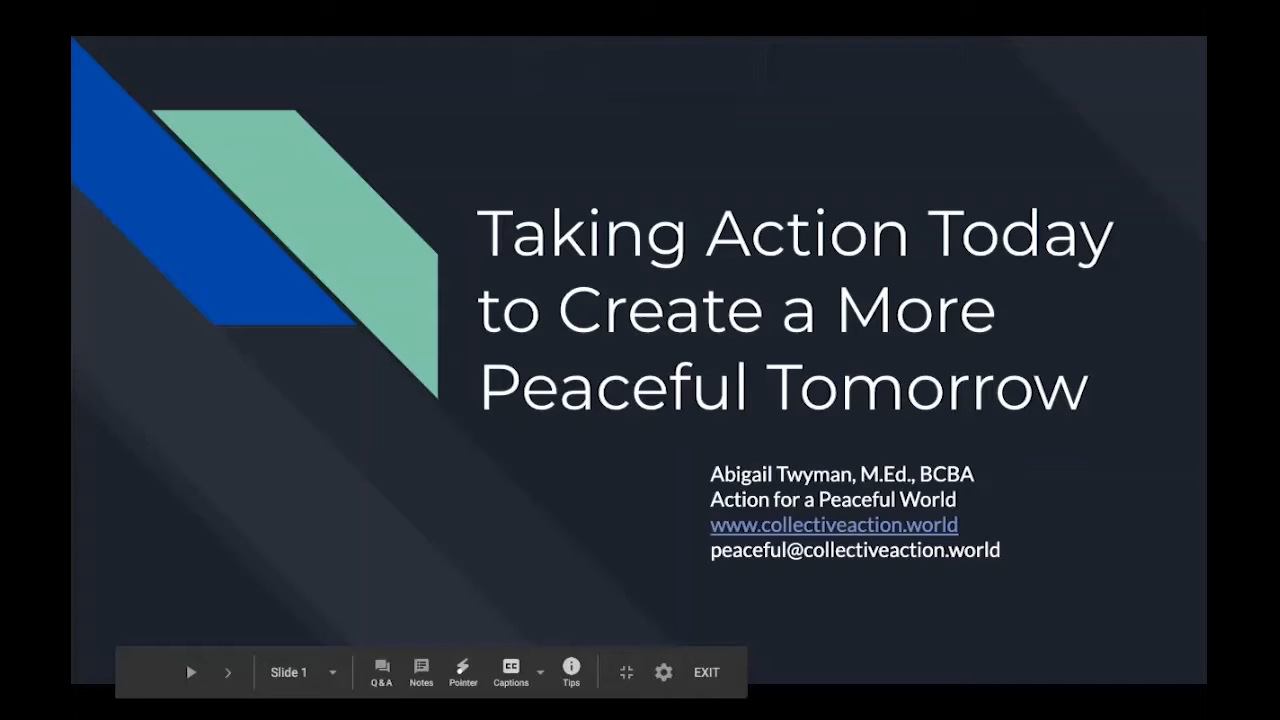 Taking Action Today
to Create a More
Peaceful Tomorrow
Abigail Twyman, M.Ed., BCBA
Action for a Peaceful World
www.collectiveaction.world
peaceful@collectiveaction.world
Slide 1
Q&A
Notes
Pointer
CC
Captions
Tips
EXIT